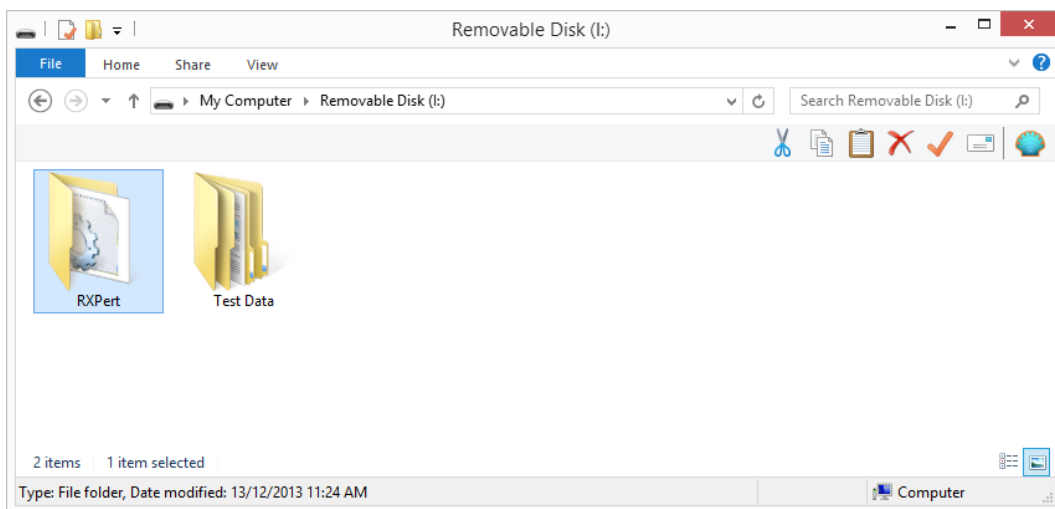 Removable Disk (I:)
File Home Share View
My Computer Removable Disk (I:) Search Removable Disk (I:)
RXPert Test Data
2 items 1 item selected
Type: File folder, Date modified: 13/12/2013 11:24 AM Computer